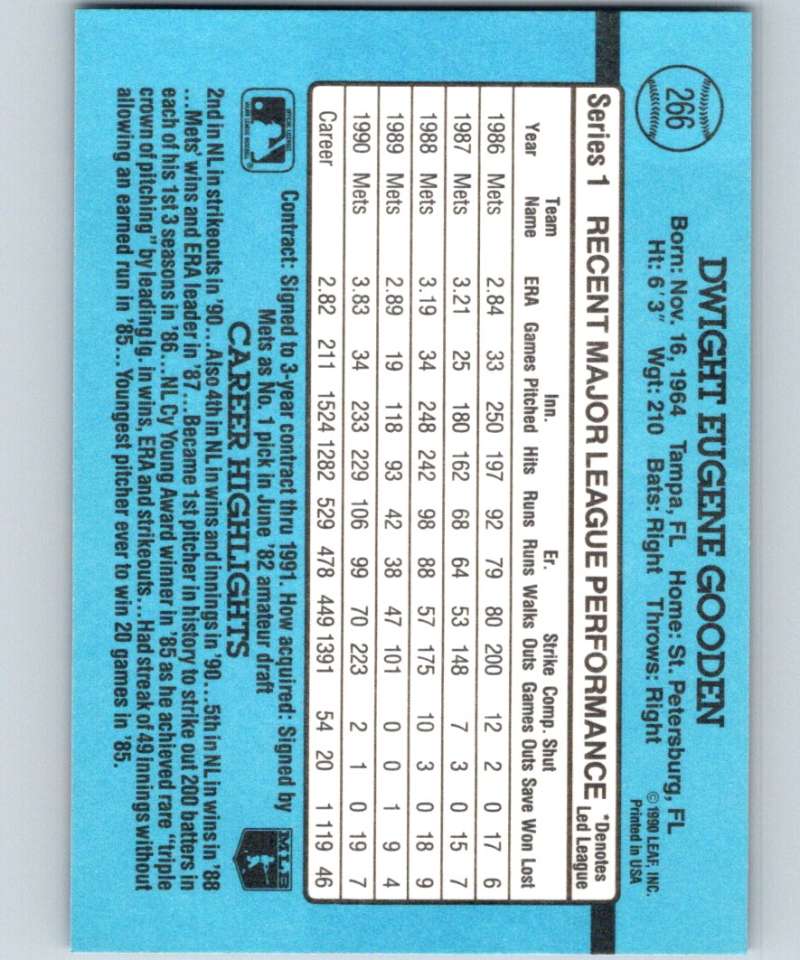 266
DWIGHT EUGENE GOODEN
Born: Nov. 16, 1964 Tampa, FL Home: St. Petersburg, FL
Ht: 6' 3" Wgt: 210 Bats: Right Throws: Right
© 1990 LEAF, INC.
Printed in USA
Series 1 RECENT MAJOR LEAGUE PERFORMANCE *Denotes Led League
Team Inn. Er. Strike Comp. Shut
Year Name ERA Games Pitched Hits Runs Runs Walks Outs Games Outs Save Won Lost
1986 Mets 2.84 33 250 197 92 79 80 200 12 2 0 17 6
1987 Mets 3.21 25 180 162 68 64 53 148 7 3 0 15 7
1988 Mets 3.19 34 248 242 98 88 57 175 10 3 0 18 9
1989 Mets 2.89 19 118 93 42 38 47 101 0 0 1 9 4
1990 Mets 3.83 34 233 229 106 99 70 223 2 1 0 19 7
Career 2.82 211 1524 1282 529 478 449 1391 54 20 1 119 46
Contract: Signed to 3-year contract thru 1991. How acquired: Signed by
Mets as No. 1 pick in June '82 amateur draft
MLB
CAREER HIGHLIGHTS
2nd in NL in strikeouts in '90...Also 4th in NL in wins and innings in '90...5th in NL in wins in '88
...Mets' wins and ERA leader in '87...Became 1st pitcher in history to strike out 200 batters in
each of his 1st 3 seasons in '86...NL Cy Young Award winner in '85 as he achieved rare "triple
crown of pitching" by leading lg. in wins, ERA and strikeouts...Had streak of 49 innings without
allowing an earned run in '85...Youngest pitcher ever to win 20 games in '85.